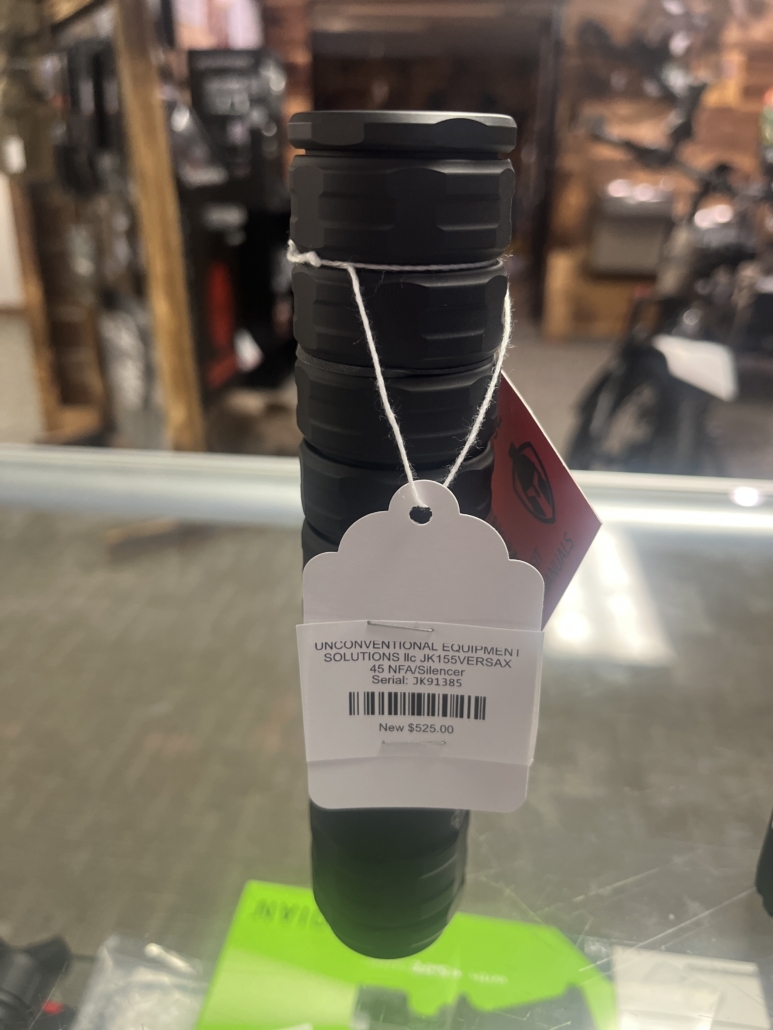 UNCONVENTIONAL EQUIPMENT
SOLUTIONS llc JK155VERSAX
45 NFA/Silencer
Serial: JK91385
New $525.00